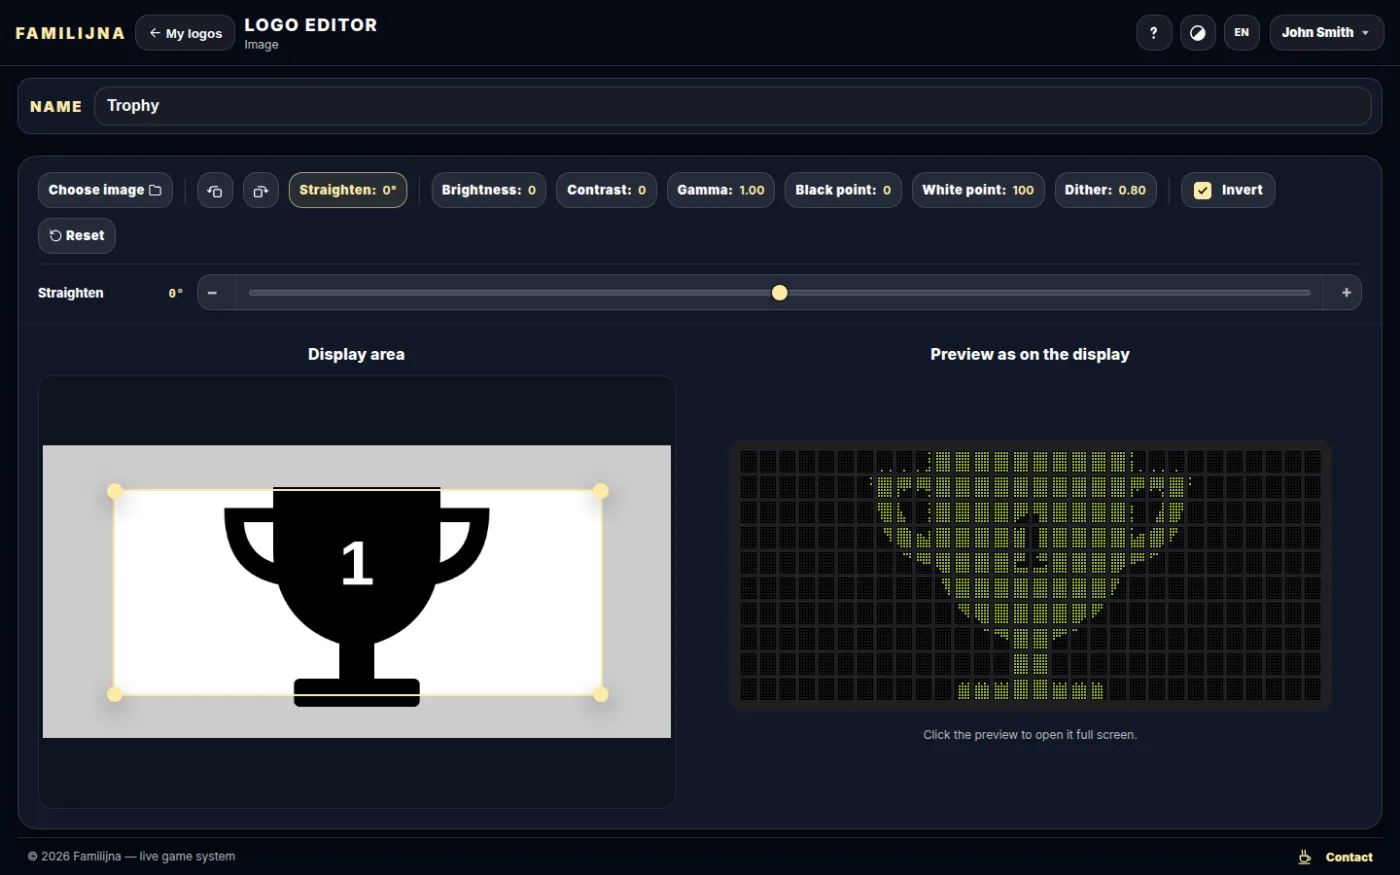 FAMILIJNA
← My logos
LOGO EDITOR
Image
?
EN
John Smith
NAME
Trophy
Choose image
Straighten: 0°
Brightness: 0
Contrast: 0
Gamma: 1.00
Black point: 0
White point: 100
Dither: 0.80
Invert
Reset
Straighten
0°
−
+
Display area
Preview as on the display
1
1
Click the preview to open it full screen.
© 2026 Familijna — live game system
Contact